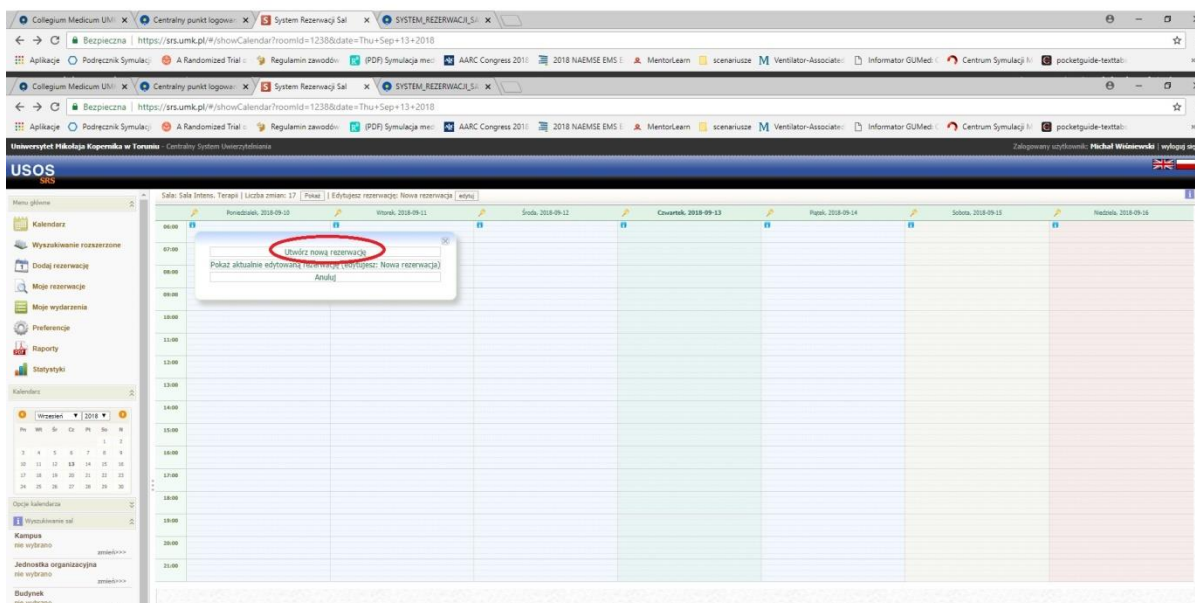 Collegium Medicum UM
Centralny punkt logowan
System Rezerwacji Sal
SYSTEM_REZERWACJI_SA
Bezpieczna | https://srs.umk.pl/#/showCalendar?roomId=1238&date=Thu+Sep+13+2018
Aplikacje Podręcznik Symulacji A Randomized Trial Regulamin zawodów (PDF) Symulacja med AARC Congress 2018 2018 NAEMSE EMS E MentorLearn scenariusze Ventilator-Associated Informator GUMed: Centrum Symulacji M pocketguide-texttab
Collegium Medicum UM
Centralny punkt logowan
System Rezerwacji Sal
SYSTEM_REZERWACJI_SA
Bezpieczna | https://srs.umk.pl/#/showCalendar?roomId=1238&date=Thu+Sep+13+2018
Aplikacje Podręcznik Symulacji A Randomized Trial Regulamin zawodów (PDF) Symulacja med AARC Congress 2018 2018 NAEMSE EMS E MentorLearn scenariusze Ventilator-Associated Informator GUMed: Centrum Symulacji M pocketguide-texttab
Uniwersytet Mikołaja Kopernika w Toruniu - Centralny System Uwierzytelniania
Zalogowany użytkownik: Michał Wiśniewski | wyloguj się
USOS
SRS
Menu główne
Kalendarz
Wyszukiwanie rozszerzone
Dodaj rezerwację
Moje rezerwacje
Moje wydarzenia
Preferencje
Raporty
Statystyki
Kalendarz
Wrzesień 2018
Pn Wt Śr Cz Pt So N
1 2
3 4 5 6 7 8 9
10 11 12 13 14 15 16
17 18 19 20 21 22 23
24 25 26 27 28 29 30
Opcje kalendarza
Wyszukiwanie sal
Kampus
nie wybrano
zmień>>>
Jednostka organizacyjna
nie wybrano
zmień>>>
Budynek
nie wybrano
Sala: Sala Intens. Terapii | Liczba zmian: 17 Pokaż | Edytujesz rezerwację: Nowa rezerwacja edytuj
Poniedziałek, 2018-09-10
Wtorek, 2018-09-11
Środa, 2018-09-12
Czwartek, 2018-09-13
Piątek, 2018-09-14
Sobota, 2018-09-15
Niedziela, 2018-09-16
06:00
07:00
08:00
09:00
10:00
11:00
12:00
13:00
14:00
15:00
16:00
17:00
18:00
19:00
20:00
21:00
Utwórz nową rezerwację
Pokaż aktualnie edytowaną rezerwację (edytujesz: Nowa rezerwacja)
Anuluj